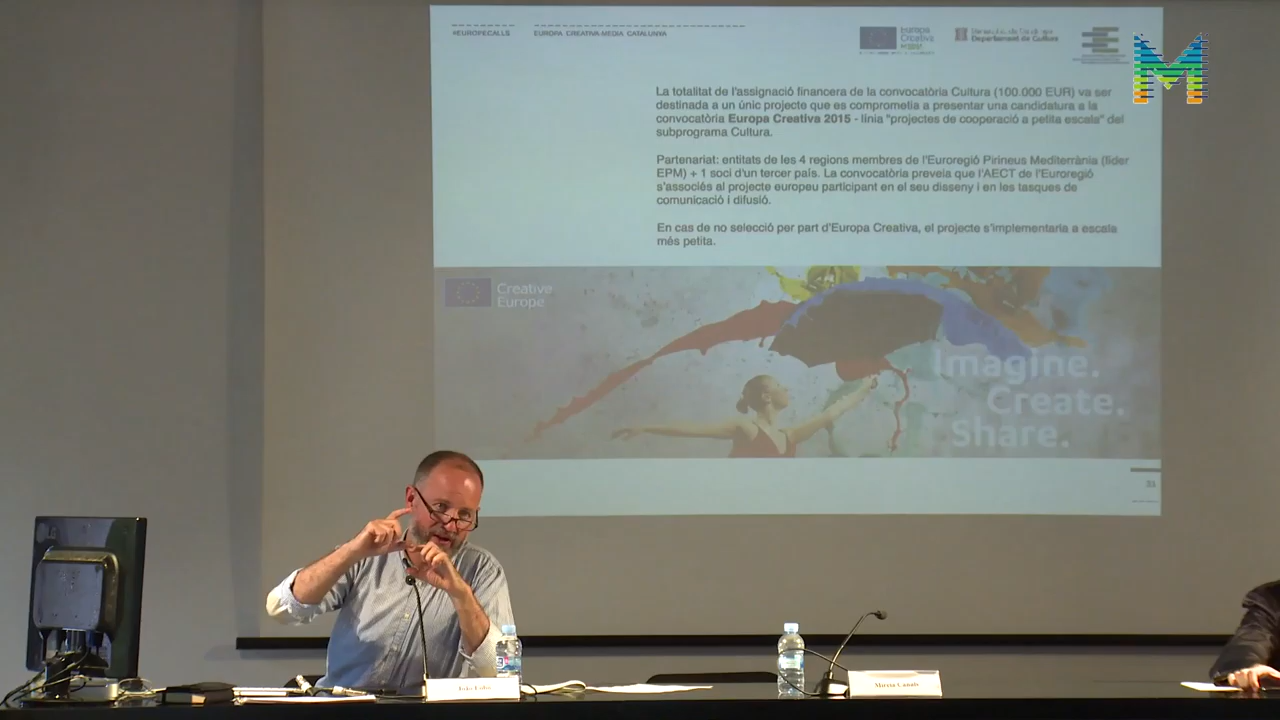 #EUROPECALLS
EUROPA CREATIVA MEDIA CATALUNYA
Europa
Creativa
Generalitat de Catalunya
Departament de Cultura
M
La totalitat de l'assignació financera de la convocatòria Cultura (100.000 EUR) va ser
destinada a un únic projecte que es comprometia a presentar una candidatura a la
convocatòria Europa Creativa 2015 - línia "projectes de cooperació a petita escala" del
subprograma Cultura.
Partenariat: entitats de les 4 regions membres de l'Euroregió Pirineus Mediterrània (líder
EPM) + 1 soci d'un tercer país. La convocatòria preveia que l'AECT de l'Euroregió
s'associés al projecte europeu participant en el seu disseny i en les tasques de
comunicació i difusió.
En cas de no selecció per part d'Europa Creativa, el projecte s'implementaria a escala
més petita.
Creative
Europe
Imagine.
Create.
Share.
Mireia Canals